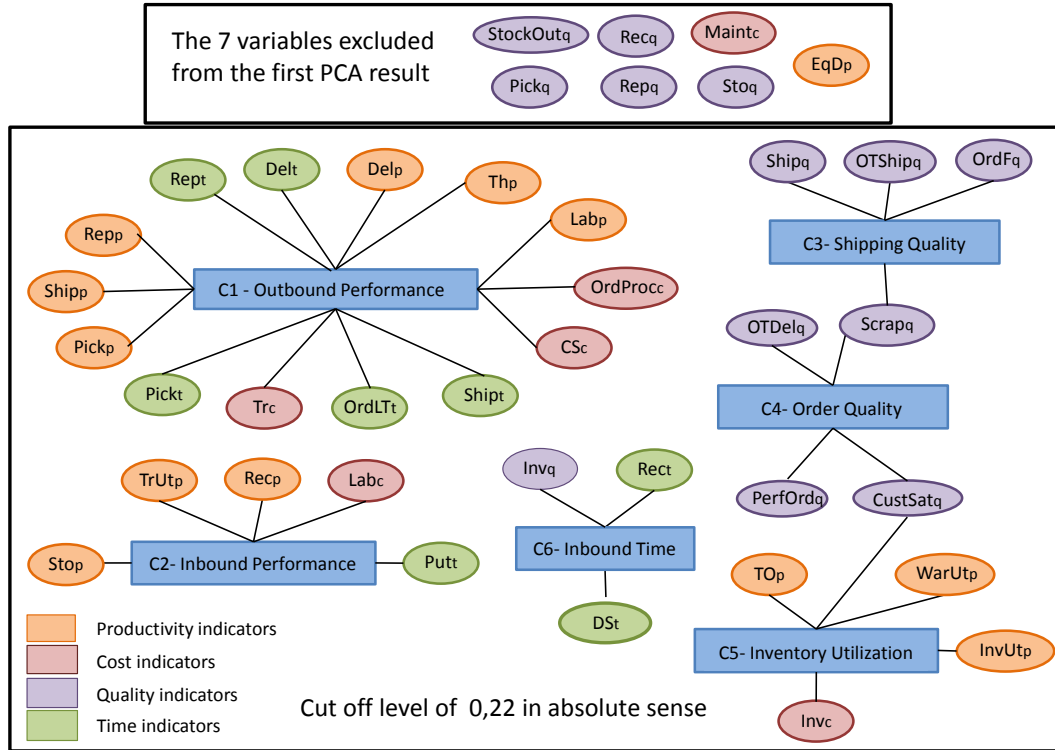 The 7 variables excluded
from the first PCA result
StockOutq
Recq
Maintc
EqDp
Pickq
Repq
Stoq
Rept
Delt
Delp
Thp
Labp
Repp
Shipp
Pickp
C1 - Outbound Performance
OrdProcc
CSc
Pickt
Trc
OrdLTt
Shipt
Shipq
OTShipq
OrdFq
C3- Shipping Quality
OTDelq
Scrapq
C4- Order Quality
PerfOrdq
CustSatq
TrUtp
Recp
Labc
Stop
C2- Inbound Performance
Putt
Invq
Rect
C6- Inbound Time
DSt
TOp
WarUtp
C5- Inventory Utilization
InvUtp
Invc
Productivity indicators
Cost indicators
Quality indicators
Time indicators
Cut off level of 0,22 in absolute sense